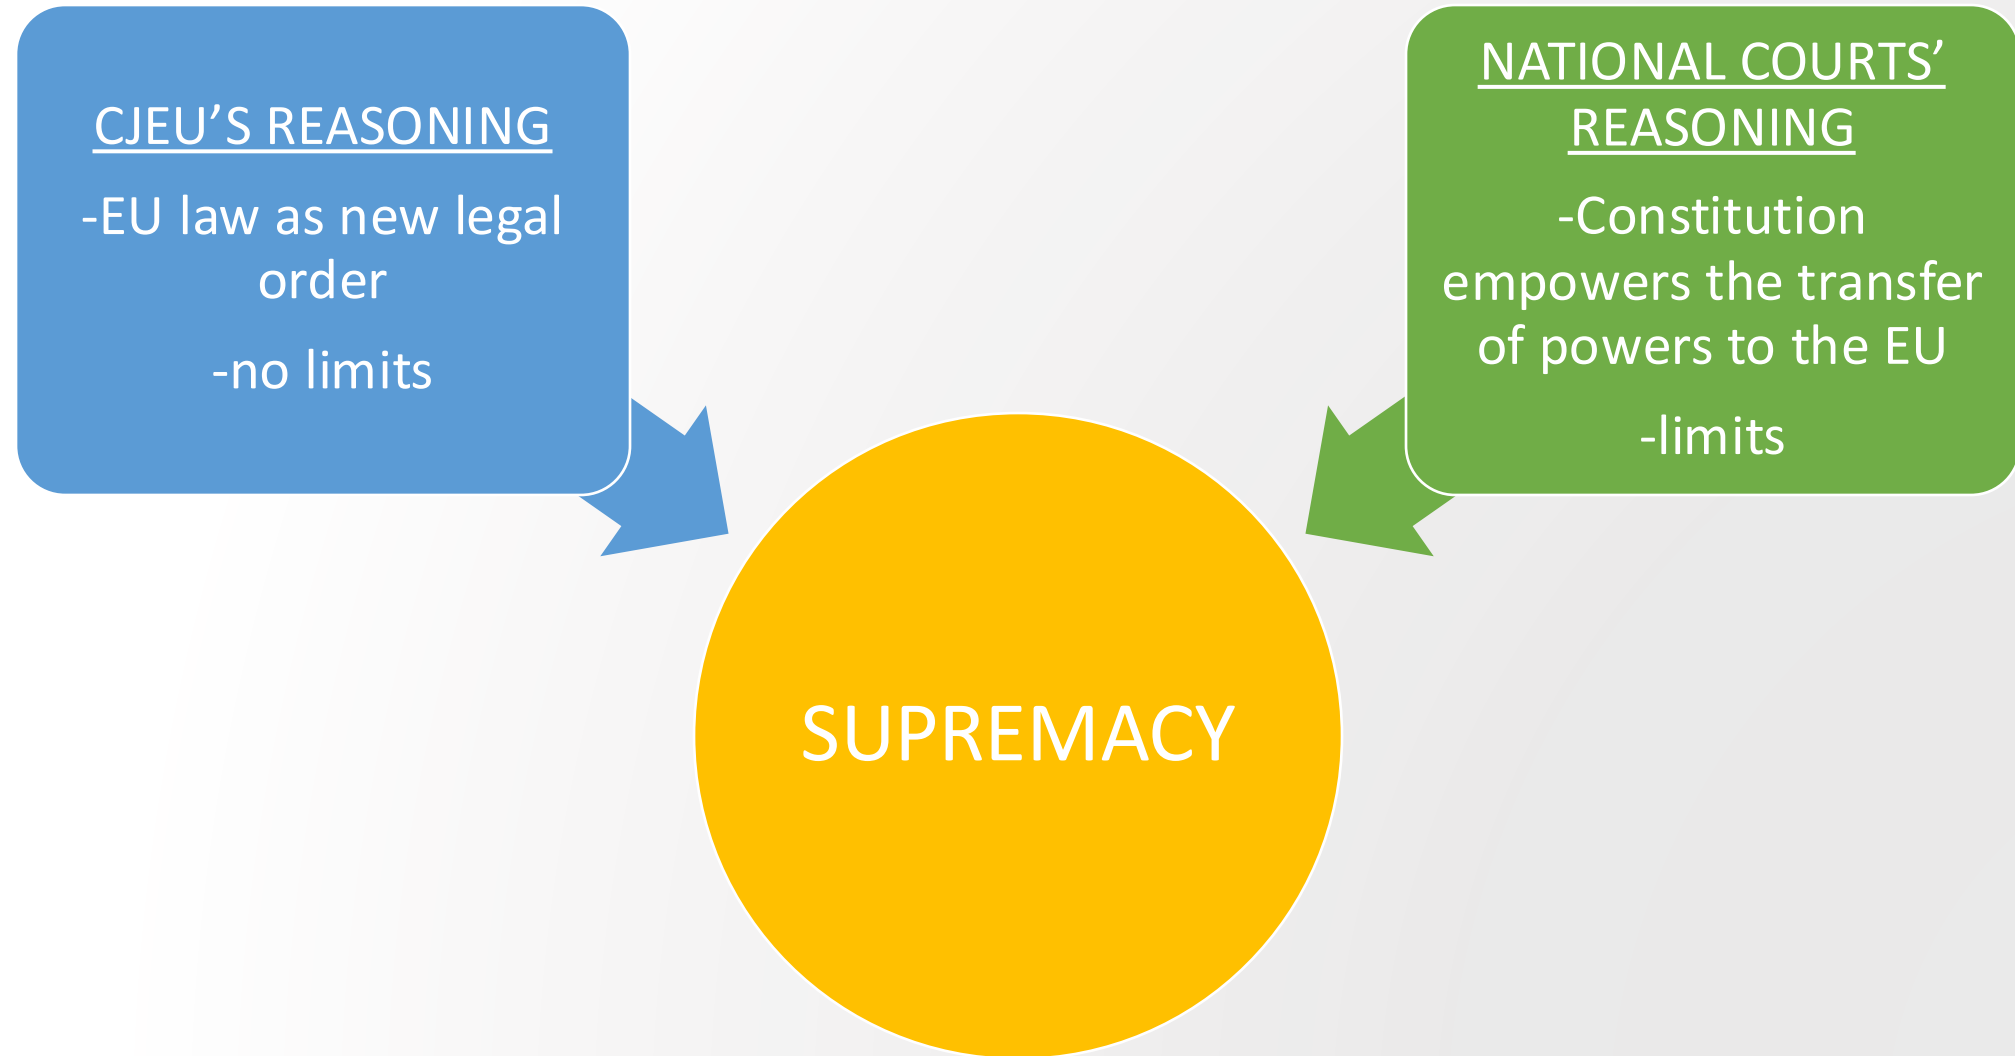 CJEU’S REASONING
-EU law as new legal
order
-no limits
NATIONAL COURTS’
REASONING
-Constitution
empowers the transfer
of powers to the EU
-limits
SUPREMACY